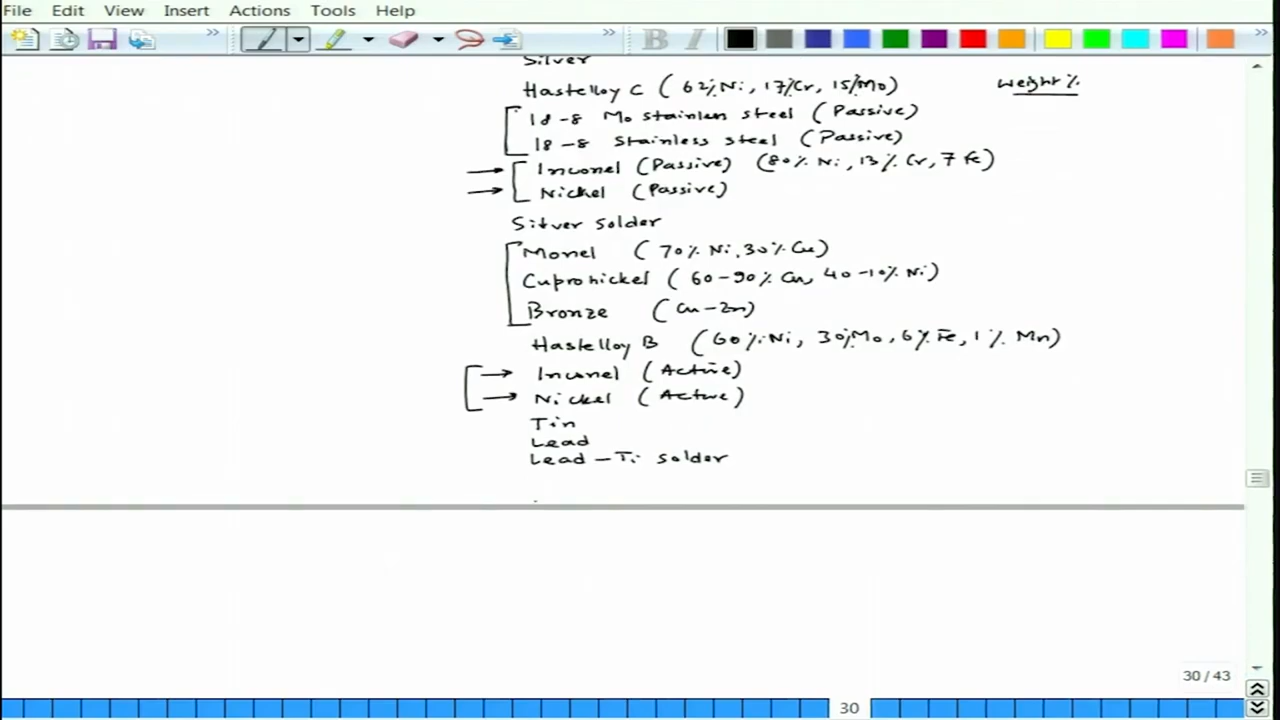 File Edit View Insert Actions Tools Help
Silver
Hastelloy C (62% Ni, 17% Cr, 15% Mo) Weight %
18-8 Mo stainless steel (Passive)
18-8 Stainless steel (Passive)
Inconel (Passive) (80% Ni, 13% Cr, 7 Fe)
Nickel (Passive)
Silver solder
Monel (70% Ni, 30% Cu)
Cupronickel (60-90% Cu, 40-10% Ni)
Bronze (Cu-Zn)
Hastelloy B (60% Ni, 30% Mo, 6% Fe, 1% Mn)
Inconel (Active)
Nickel (Active)
Tin
Lead
Lead - Ti solder
30 / 43
30